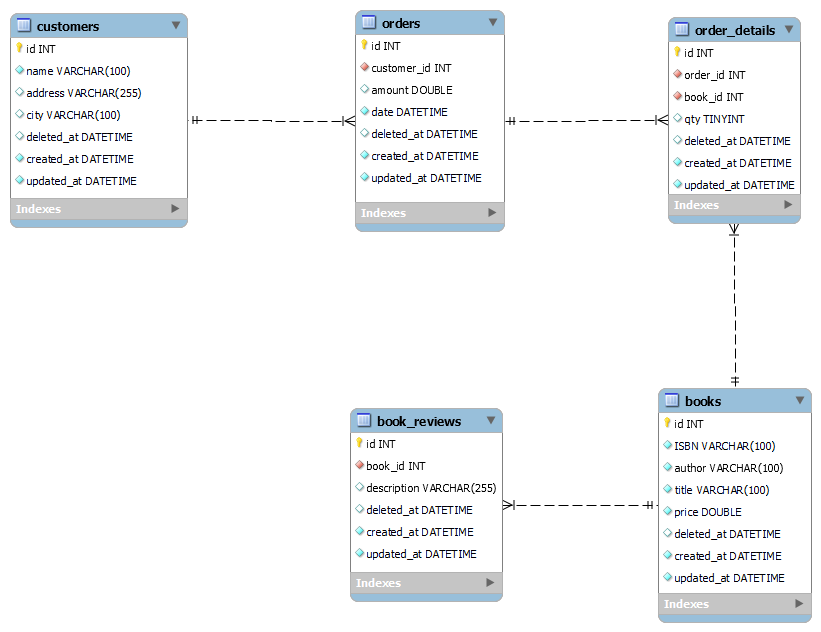 customers
id INT
name VARCHAR(100)
address VARCHAR(255)
city VARCHAR(100)
deleted_at DATETIME
created_at DATETIME
updated_at DATETIME
Indexes
orders
id INT
customer_id INT
amount DOUBLE
date DATETIME
deleted_at DATETIME
created_at DATETIME
updated_at DATETIME
Indexes
order_details
id INT
order_id INT
book_id INT
qty TINYINT
deleted_at DATETIME
created_at DATETIME
updated_at DATETIME
Indexes
book_reviews
id INT
book_id INT
description VARCHAR(255)
deleted_at DATETIME
created_at DATETIME
updated_at DATETIME
Indexes
books
id INT
ISBN VARCHAR(100)
author VARCHAR(100)
title VARCHAR(100)
price DOUBLE
deleted_at DATETIME
created_at DATETIME
updated_at DATETIME
Indexes